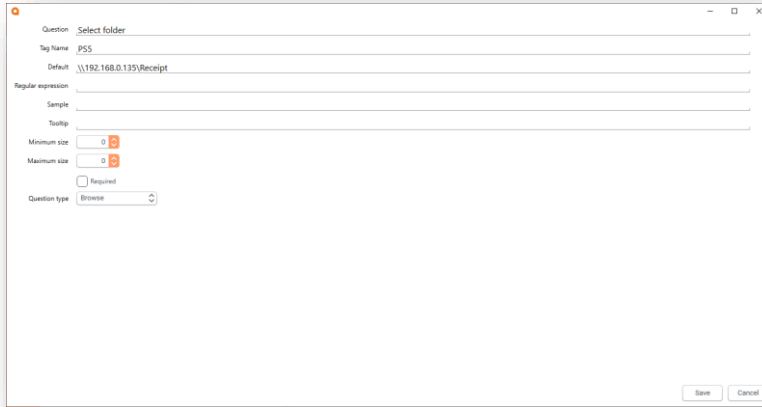 Question Select folder
Tag Name PS5
Default \\192.168.0.135\Receipt
Regular expression
Sample
Tooltip
Minimum size 0
Maximum size 0
Required
Question type Browse
Save Cancel